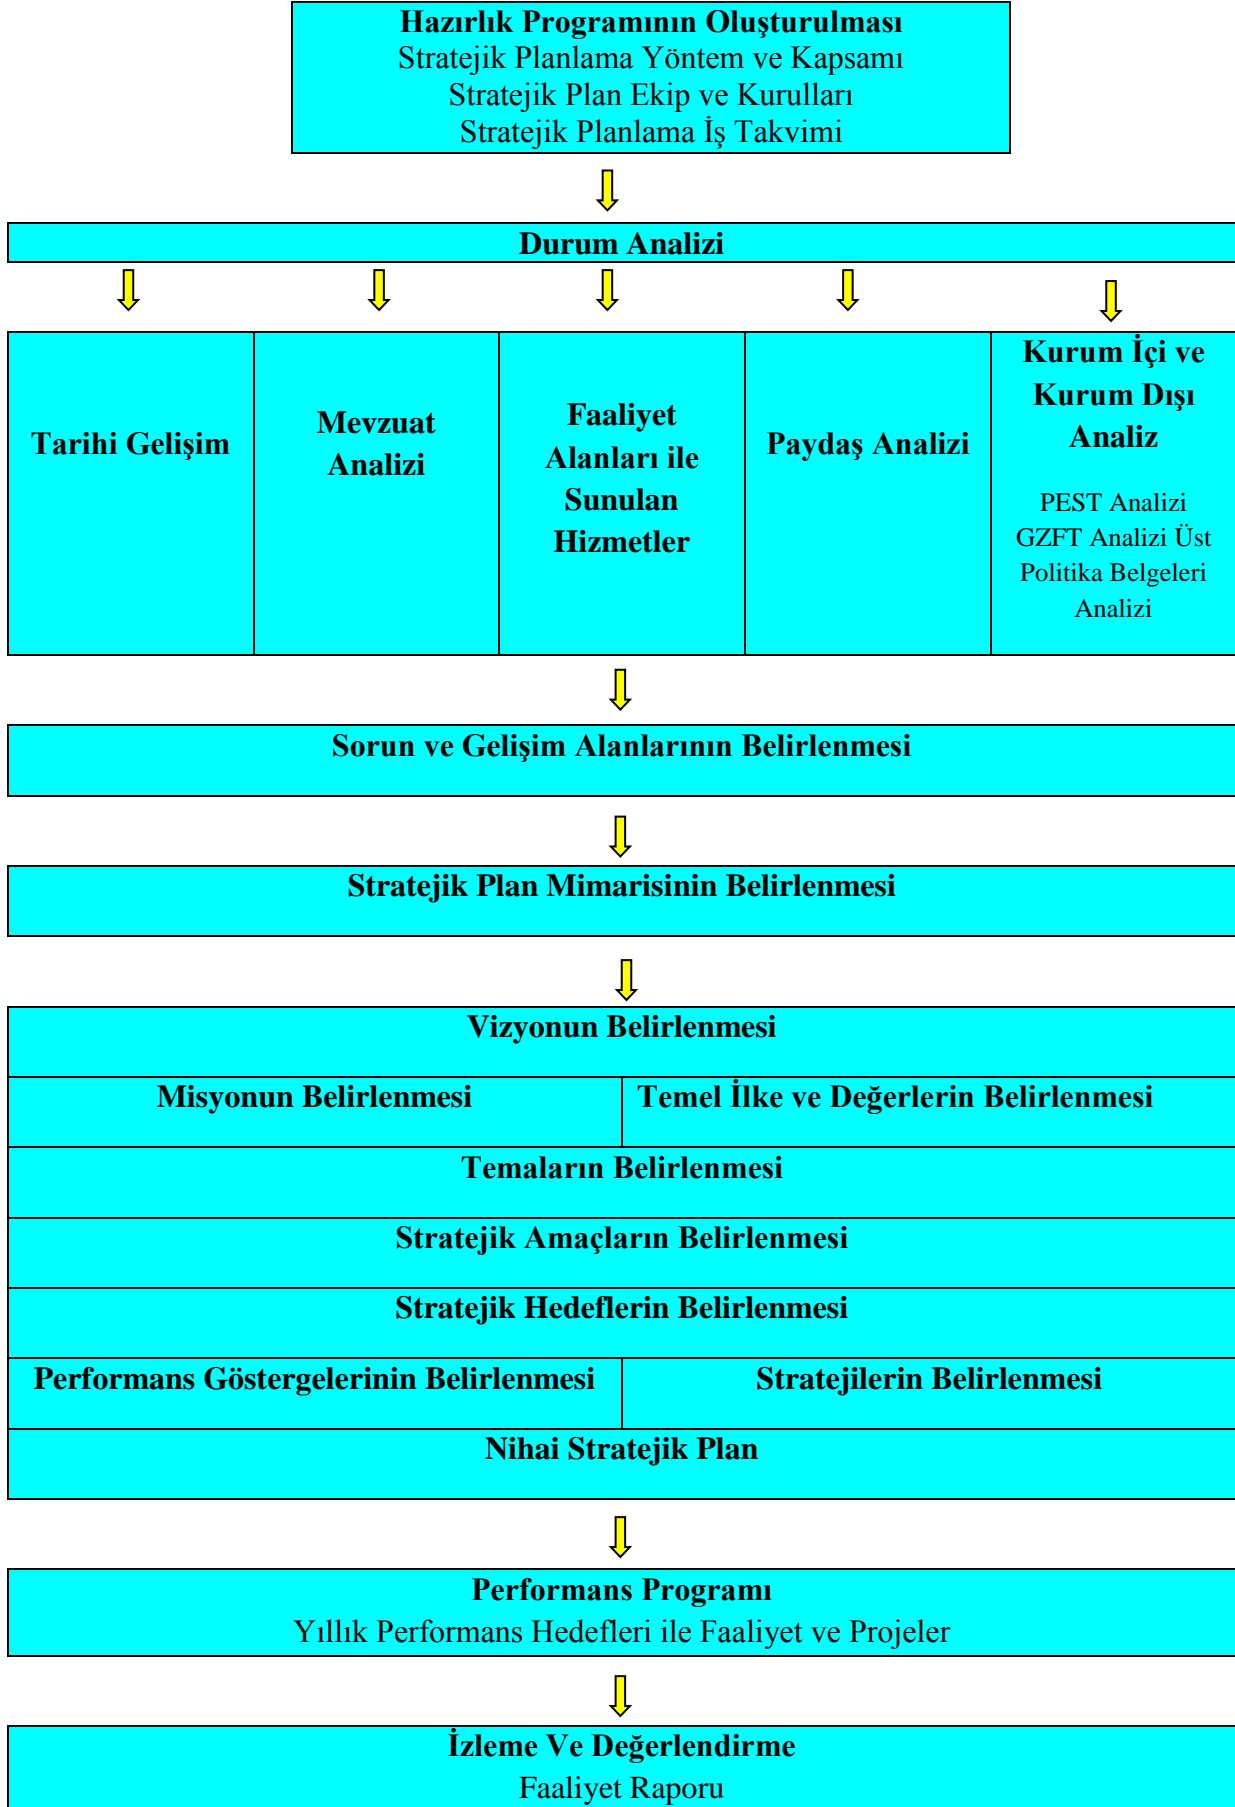 Hazırlık Programının Oluşturulması
Stratejik Planlama Yöntem ve Kapsamı
Stratejik Plan Ekip ve Kurulları
Stratejik Planlama İş Takvimi
Durum Analizi
Tarihi Gelişim
Mevzuat
Analizi
Faaliyet
Alanları ile
Sunulan
Hizmetler
Paydaş Analizi
Kurum İçi ve
Kurum Dışı
Analiz
PEST Analizi
GZFT Analizi Üst
Politika Belgeleri
Analizi
Sorun ve Gelişim Alanlarının Belirlenmesi
Stratejik Plan Mimarisinin Belirlenmesi
Vizyonun Belirlenmesi
Misyonun Belirlenmesi
Temel İlke ve Değerlerin Belirlenmesi
Temaların Belirlenmesi
Stratejik Amaçların Belirlenmesi
Stratejik Hedeflerin Belirlenmesi
Performans Göstergelerinin Belirlenmesi
Stratejilerin Belirlenmesi
Nihai Stratejik Plan
Performans Programı
Yıllık Performans Hedefleri ile Faaliyet ve Projeler
İzleme Ve Değerlendirme
Faaliyet Raporu